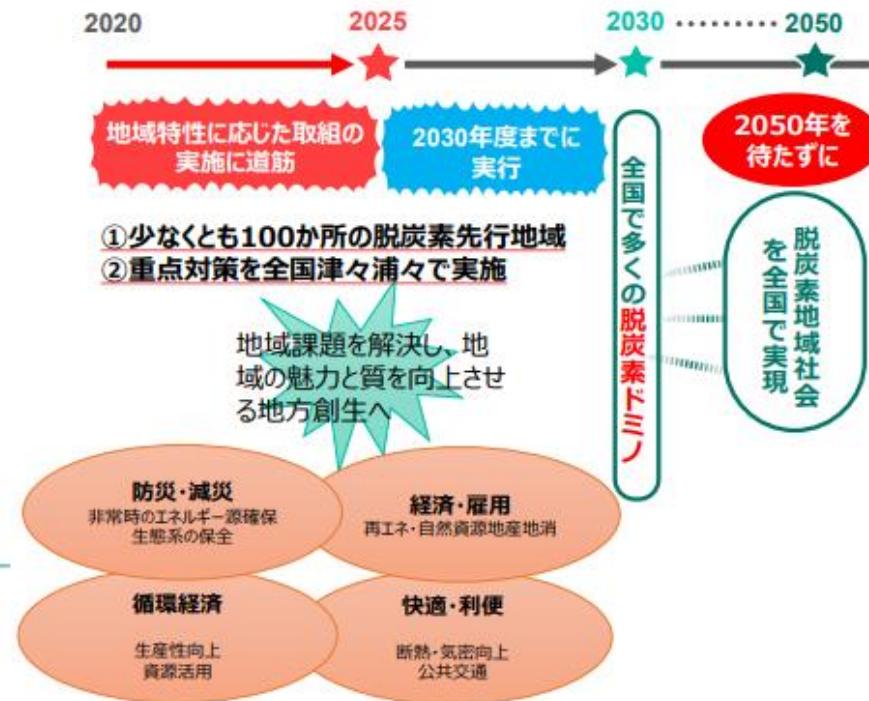 2020
2025
2030 ········ 2050
地域特性に応じた取組の
実施に道筋
2030年度までに
実行
2050年を
待たずに
①少なくとも100か所の脱炭素先行地域
②重点対策を全国津々浦々で実施
全国で多くの脱炭素ドミノ
脱炭素地域社会
を全国で実現
地域課題を解決し、地
域の魅力と質を向上させ
る地方創生へ
防災・減災
非常時のエネルギー源確保
生態系の保全
経済・雇用
再エネ・自然資源地産地消
循環経済
生産性向上
資源活用
快適・利便
断熱・気密向上
公共交通